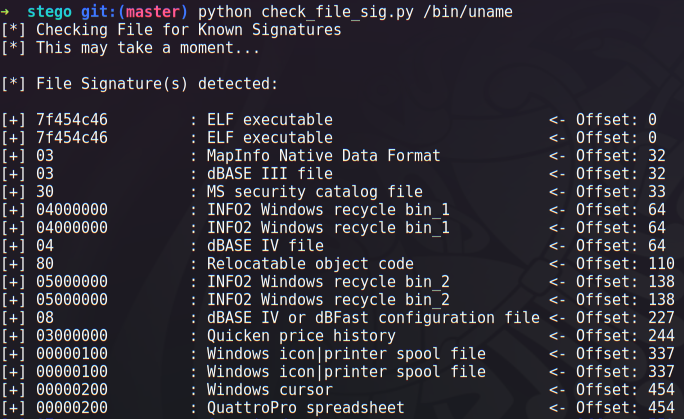 ➜  stego git:(master) python check_file_sig.py /bin/uname
[*] Checking File for Known Signatures
[*] This may take a moment...
[*] File Signature(s) detected:
[+] 7f454c46         : ELF executable                        <- Offset: 0
[+] 7f454c46         : ELF executable                        <- Offset: 0
[+] 03               : MapInfo Native Data Format            <- Offset: 32
[+] 03               : dBASE III file                        <- Offset: 32
[+] 30               : MS security catalog file              <- Offset: 33
[+] 04000000         : INFO2 Windows recycle bin_1           <- Offset: 64
[+] 04000000         : INFO2 Windows recycle bin_1           <- Offset: 64
[+] 04               : dBASE IV file                         <- Offset: 64
[+] 80               : Relocatable object code               <- Offset: 110
[+] 05000000         : INFO2 Windows recycle bin_2           <- Offset: 138
[+] 05000000         : INFO2 Windows recycle bin_2           <- Offset: 138
[+] 08               : dBASE IV or dBFast configuration file <- Offset: 227
[+] 03000000         : Quicken price history                 <- Offset: 244
[+] 00000100         : Windows icon|printer spool file       <- Offset: 337
[+] 00000100         : Windows icon|printer spool file       <- Offset: 337
[+] 00000200         : Windows cursor                        <- Offset: 454
[+] 00000200         : QuattroPro spreadsheet                <- Offset: 454